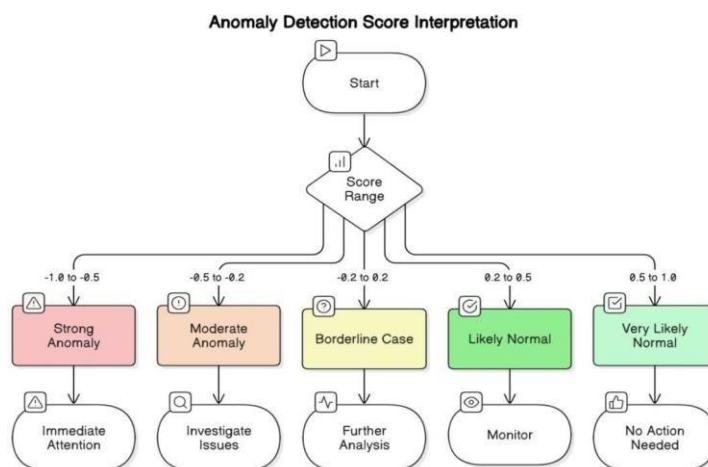 Anomaly Detection Score Interpretation
Start
Score
Range
-1.0 to -0.5
-0.5 to -0.2
-0.2 to 0.2
0.2 to 0.5
0.5 to 1.0
Strong
Anomaly
Moderate
Anomaly
Borderline Case
Likely Normal
Very Likely
Normal
Immediate
Attention
Investigate
Issues
Further
Analysis
Monitor
No Action
Needed